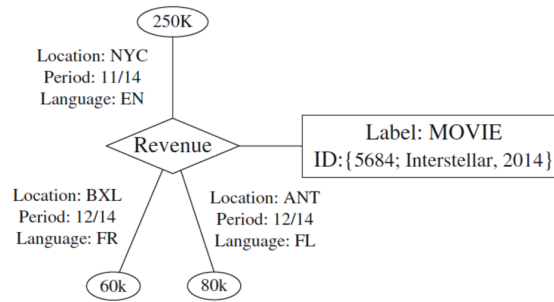 250K
Location: NYC
Period: 11/14
Language: EN
Revenue
Label: MOVIE
ID:{5684; Interstellar, 2014}
Location: BXL
Period: 12/14
Language: FR
Location: ANT
Period: 12/14
Language: FL
60k
80k